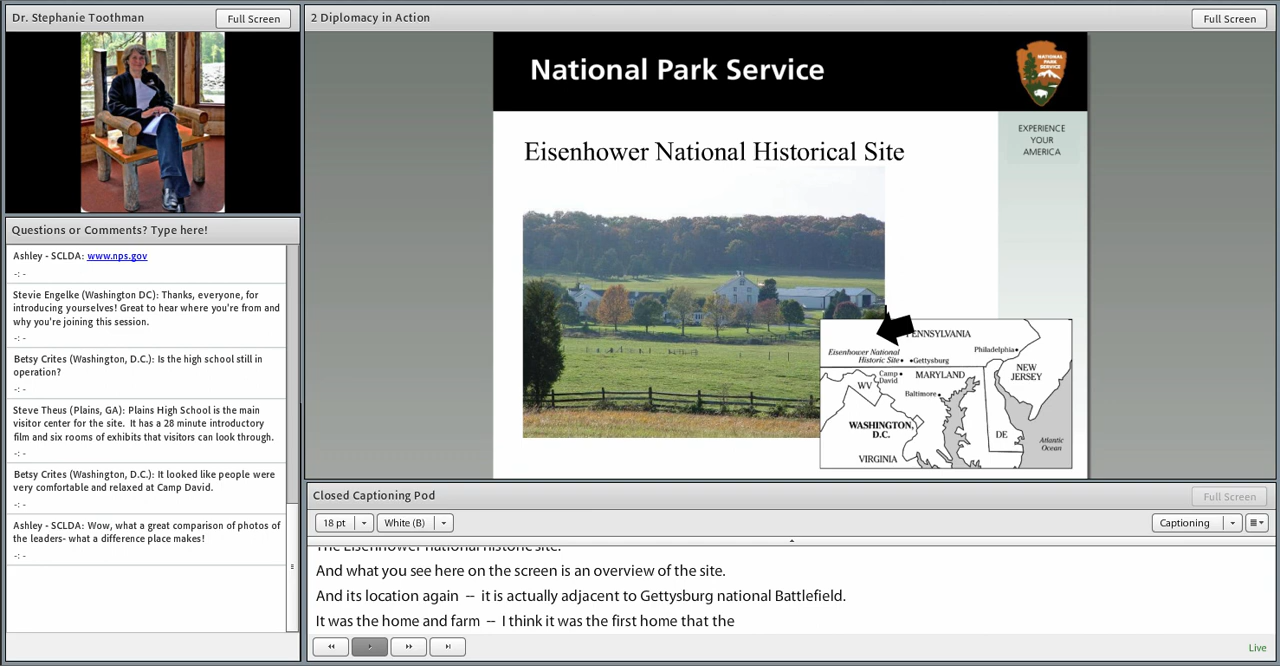 Dr. Stephanie Toothman
Full Screen
Questions or Comments? Type here!
Ashley - SCLDA: www.nps.gov
-: -
Stevie Engelke (Washington DC): Thanks, everyone, for
introducing yourselves! Great to hear where you're from and
why you're joining this session.
-: -
Betsy Crites (Washington, D.C.): Is the high school still in
operation?
-: -
Steve Theus (Plains, GA): Plains High School is the main
visitor center for the site. It has a 28 minute introductory
film and six rooms of exhibits that visitors can look through.
-: -
Betsy Crites (Washington, D.C.): It looked like people were
very comfortable and relaxed at Camp David.
-: -
Ashley - SCLDA: Wow, what a great comparison of photos of
the leaders- what a difference place makes!
-: -
2 Diplomacy in Action
Full Screen
National Park Service
NATIONAL
PARK
SERVICE
EXPERIENCE
YOUR
AMERICA
Eisenhower National Historical Site
PENNSYLVANIA
Philadelphia
Eisenhower National
Historic Site
Gettysburg
NEW
JERSEY
Camp
David
MARYLAND
WV
Baltimore
WASHINGTON,
D.C.
DE
Atlantic
Ocean
VIRGINIA
Closed Captioning Pod
Full Screen
18 pt
White (B)
Captioning
The Eisenhower national historic site.
And what you see here on the screen is an overview of the site.
And its location again -- it is actually adjacent to Gettysburg national Battlefield.
It was the home and farm -- I think it was the first home that the
Live